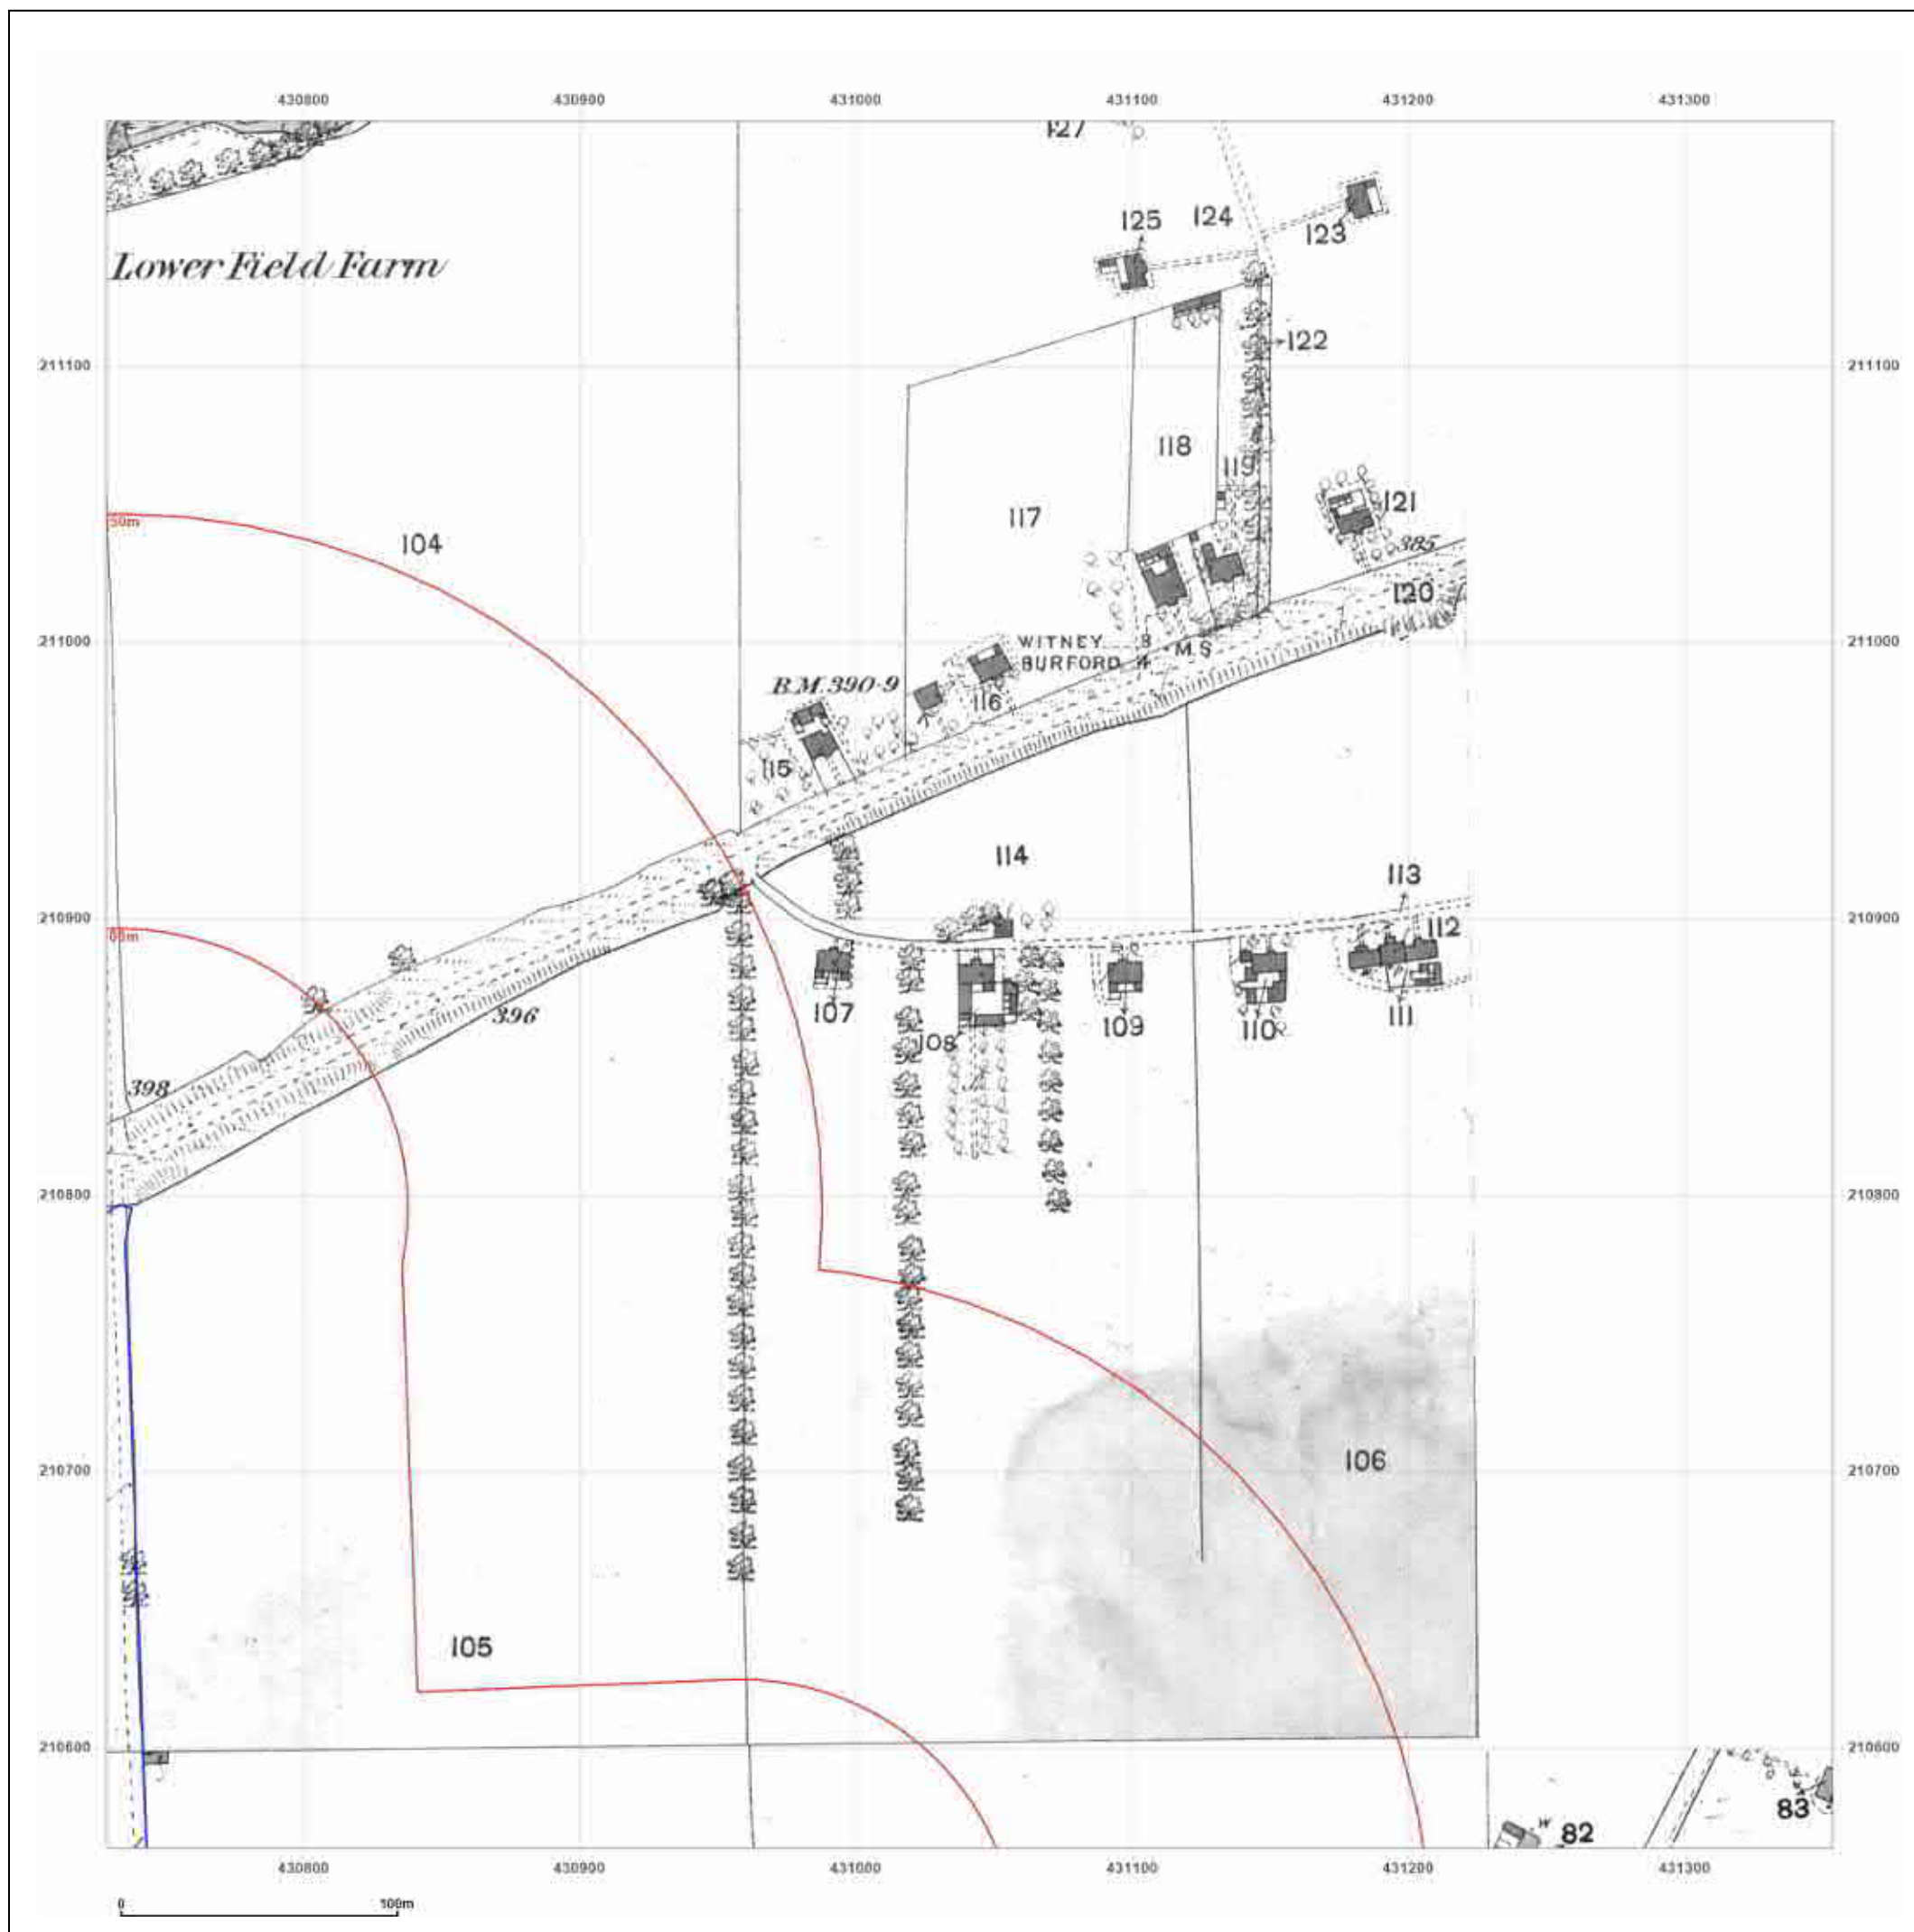 430800 430900 431000 431100 431200 431300
127
125 124
123
Lower Field Farm
211100 122 211100
118
119
117
121
50m
104
385
120
211000 WITNEY 8 211000
BURFORD 14 M.S
B.M. 390·9
116
115
114
113
210900 112 210900
00m
396 107 108 109 110 111
398
210800 210800
210700 106 210700
105
210600 210600
83
W 82
430800 430900 431000 431100 431200 431300
0 100m